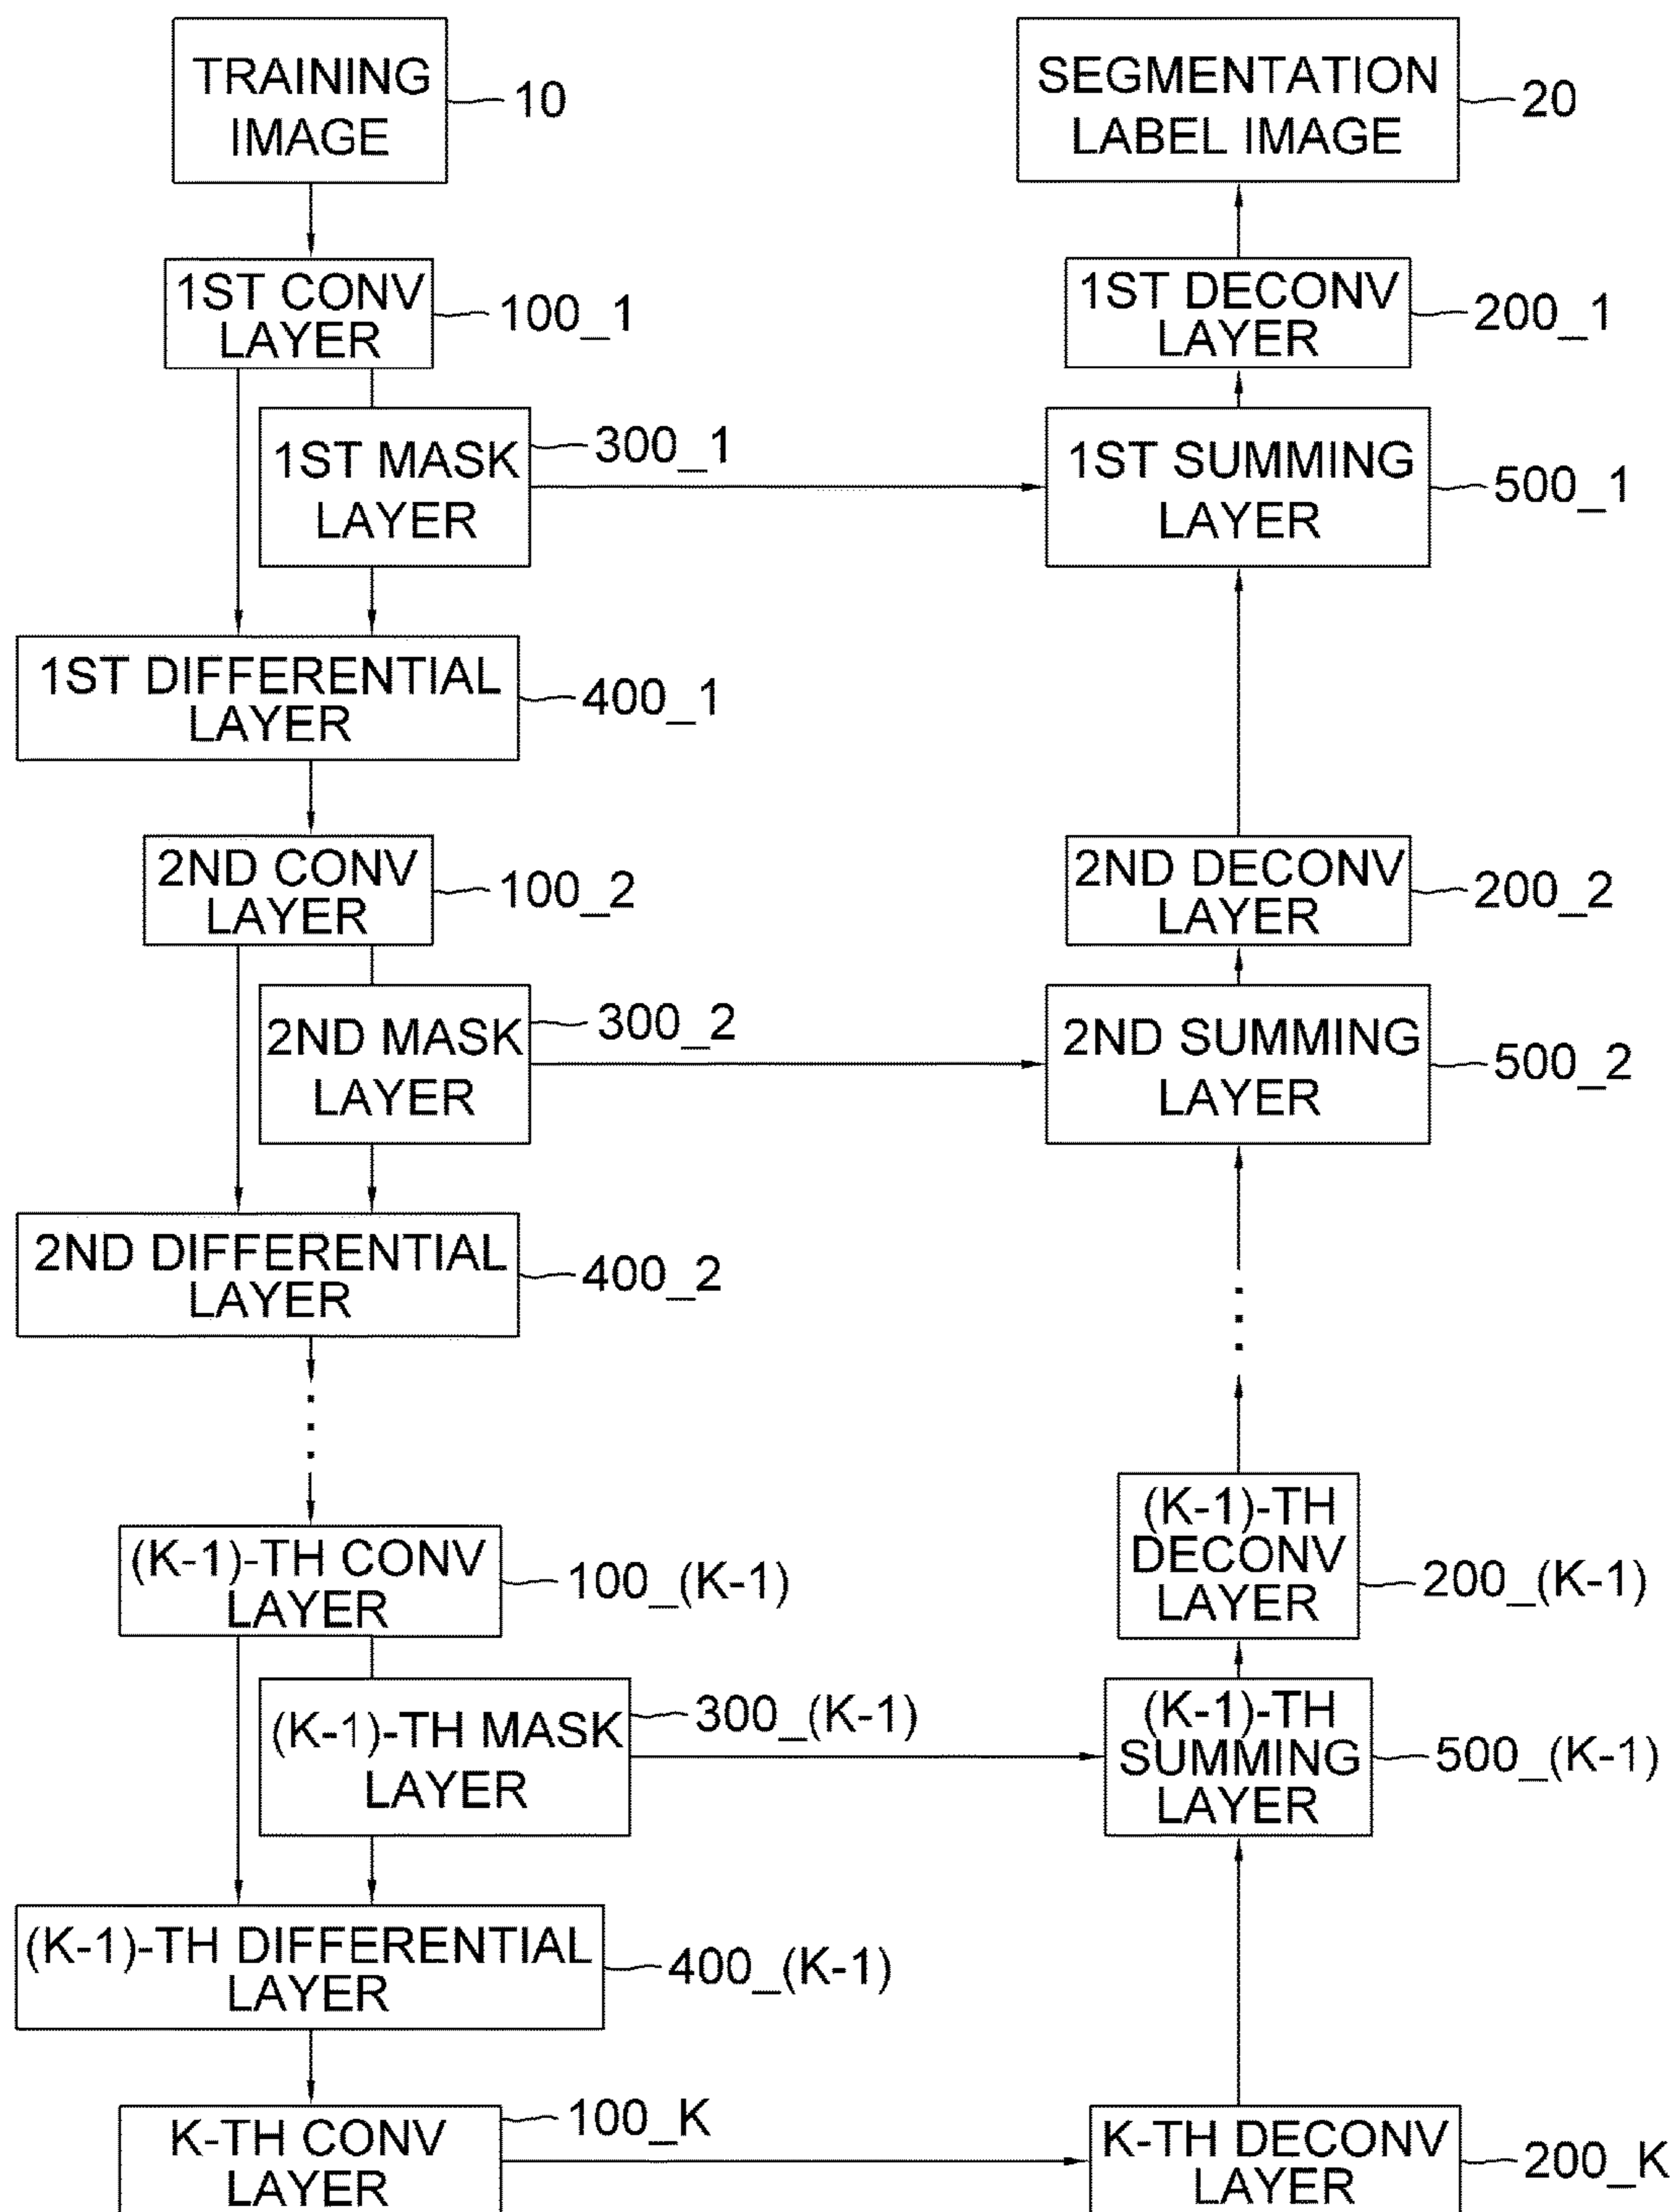 TRAINING
IMAGE
10
SEGMENTATION
LABEL IMAGE
20
1ST CONV
LAYER
100_1
1ST DECONV
LAYER
200_1
1ST MASK
LAYER
300_1
1ST SUMMING
LAYER
500_1
1ST DIFFERENTIAL
LAYER
400_1
2ND CONV
LAYER
100_2
2ND DECONV
LAYER
200_2
2ND MASK
LAYER
300_2
2ND SUMMING
LAYER
500_2
2ND DIFFERENTIAL
LAYER
400_2
(K-1)-TH CONV
LAYER
100_(K-1)
(K-1)-TH
DECONV
LAYER
200_(K-1)
(K-1)-TH MASK
LAYER
300_(K-1)
(K-1)-TH
SUMMING
LAYER
500_(K-1)
(K-1)-TH DIFFERENTIAL
LAYER
400_(K-1)
K-TH CONV
LAYER
100_K
K-TH DECONV
LAYER
200_K